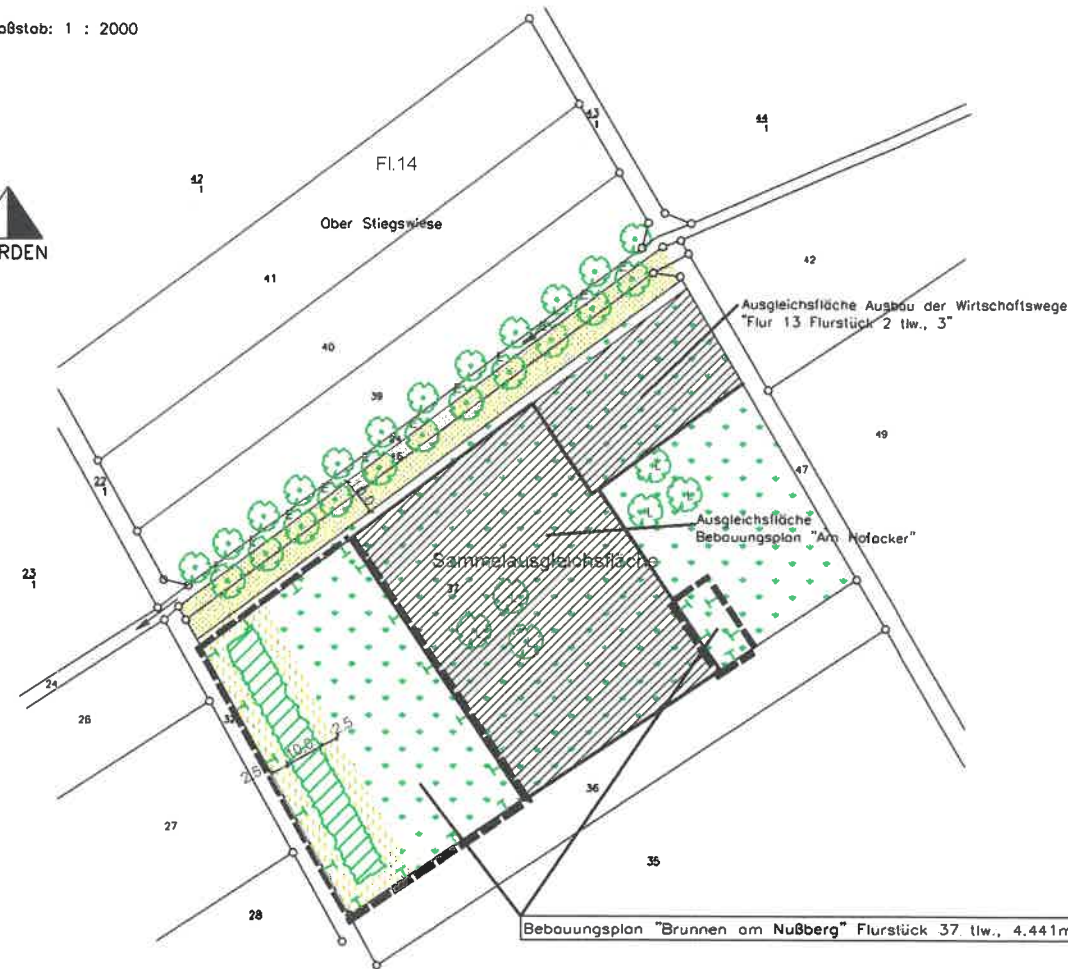 aßstab: 1 : 2000
44
1
43
1
Fl.14
42
1
RDEN
Ober Stiegswiese
41
42
Ausgleichsfläche Ausbau der Wirtschaftswege
"Flur 13 Flurstück 2 tlw., 3"
40
39
49
47
22
1
Ausgleichsfläche
Bebauungsplan "Am Hofacker"
L
L
L
Sammelausgleichsfläche
37
23
1
24
26
32
2.5
10.0
2.5
36
27
35
28
Bebauungsplan "Brunnen am Nußberg" Flurstück 37. tlw., 4.441m